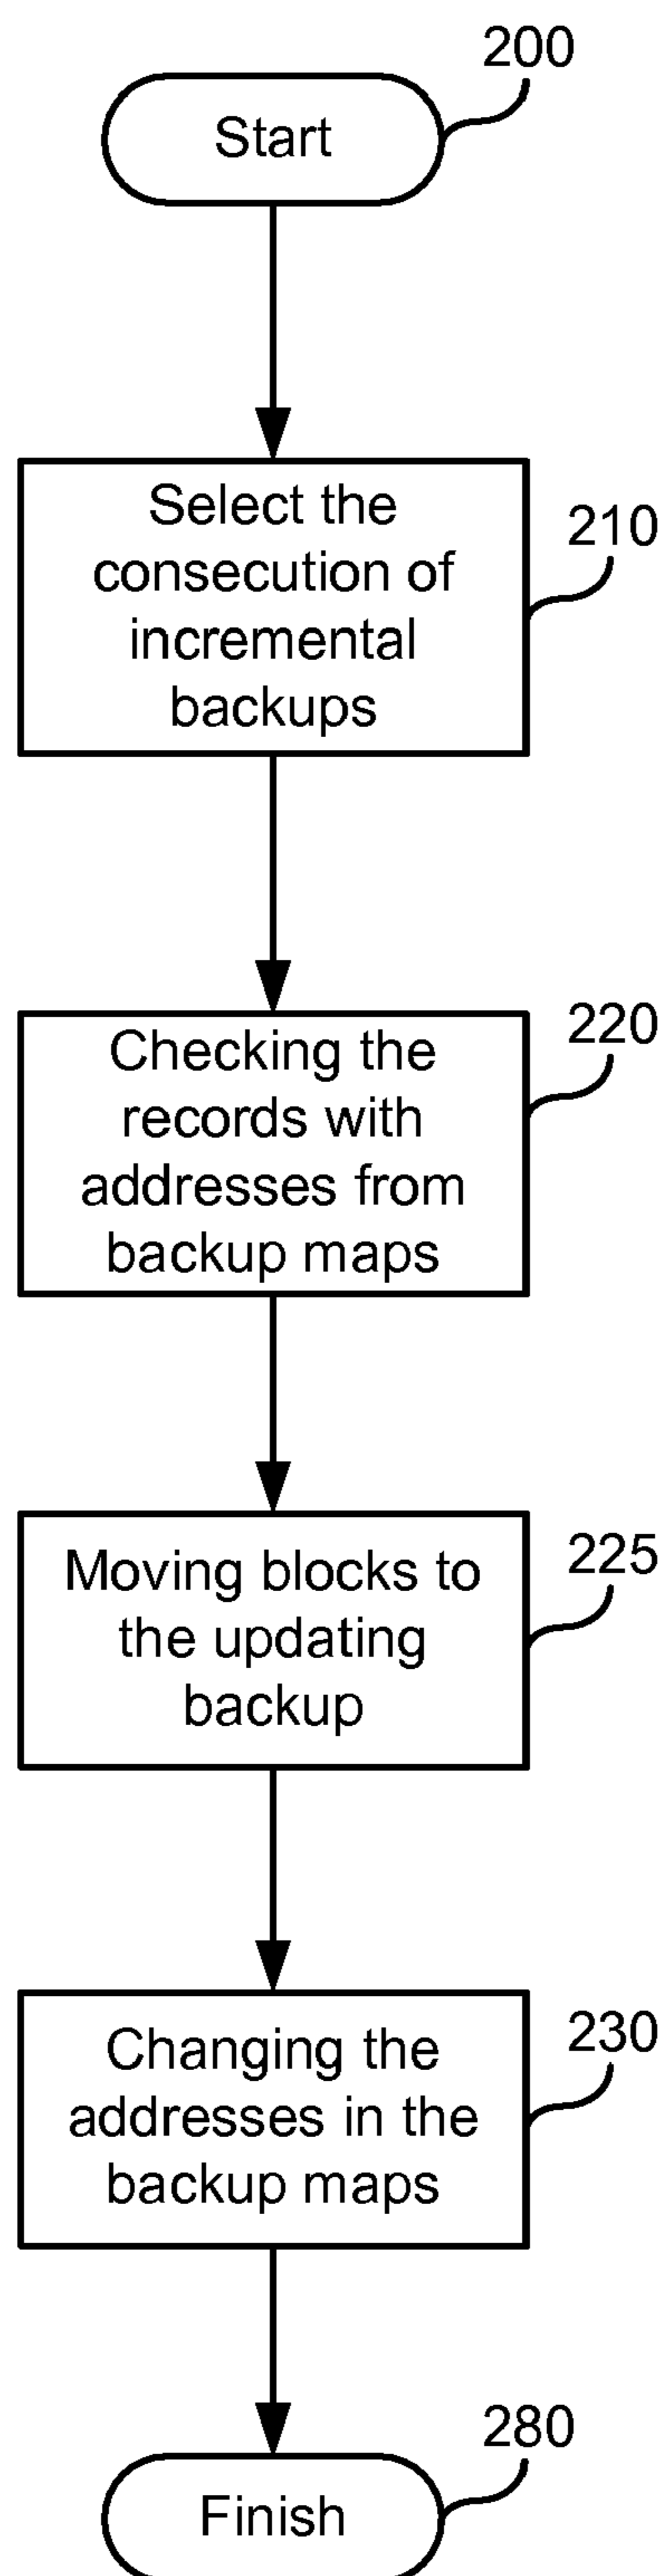 200
Start
Select the
consecution of
incremental
backups
210
Checking the
records with
addresses from
backup maps
220
Moving blocks to
the updating
backup
225
Changing the
addresses in the
backup maps
230
280
Finish